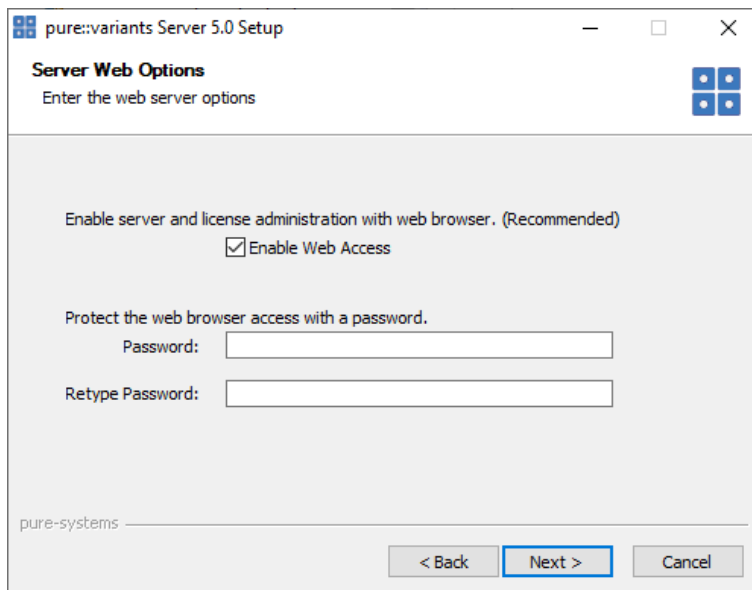 pure::variants Server 5.0 Setup
Server Web Options
Enter the web server options
Enable server and license administration with web browser. (Recommended)
Enable Web Access
Protect the web browser access with a password.
Password:
Retype Password:
pure-systems
< Back Next > Cancel